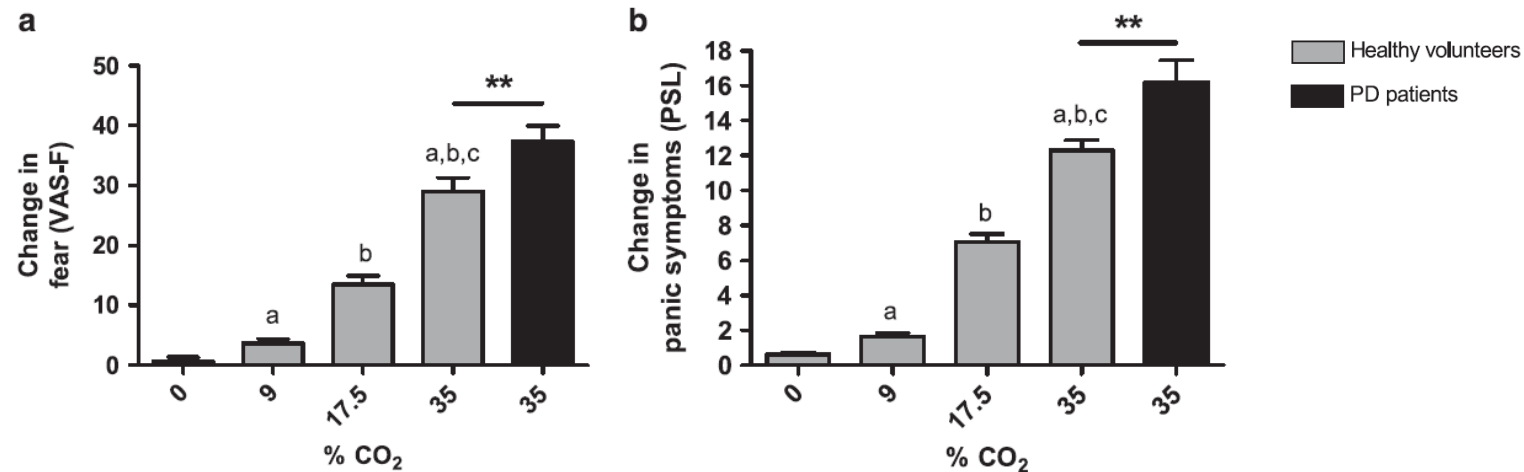 a
50
40
30
20
10
0
Change in
fear (VAS-F)
a
b
a,b,c
**
0
9
17.5
35
35
% CO₂
b
18
16
14
12
10
8
6
4
2
0
Change in
panic symptoms (PSL)
a
b
a,b,c
**
0
9
17.5
35
35
% CO₂
Healthy volunteers
PD patients